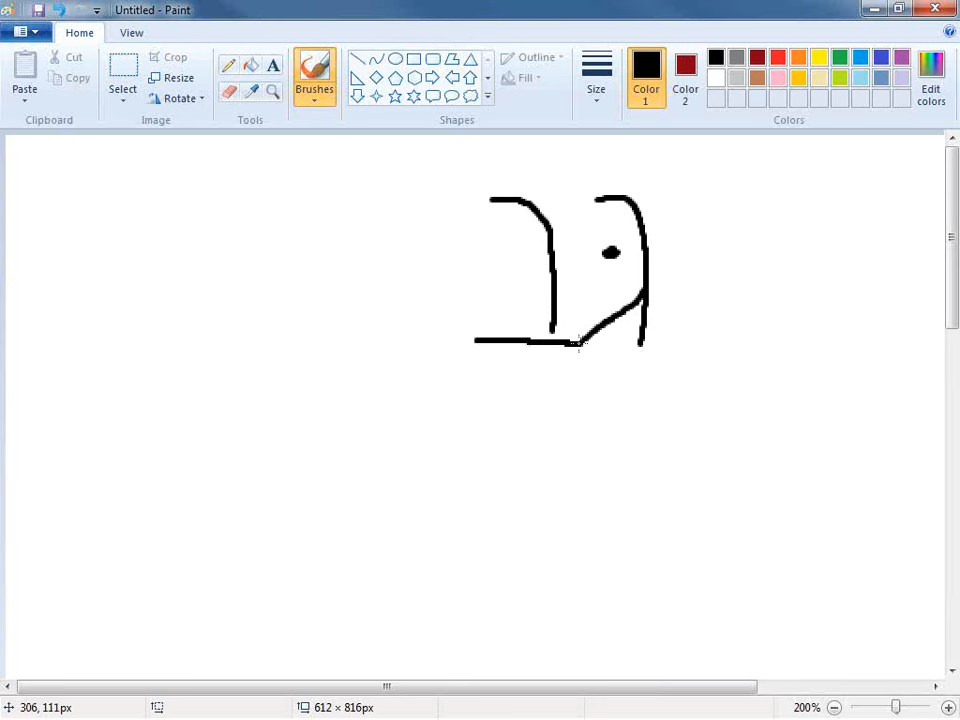 Untitled - Paint
Home View
Paste
Cut
Copy
Clipboard
Select
Crop
Resize
Rotate
Image
Tools
Brushes
Outline
Fill
Shapes
Size
Color 1
Color 2
Edit colors
Colors
306, 111px
612 × 816px
200%